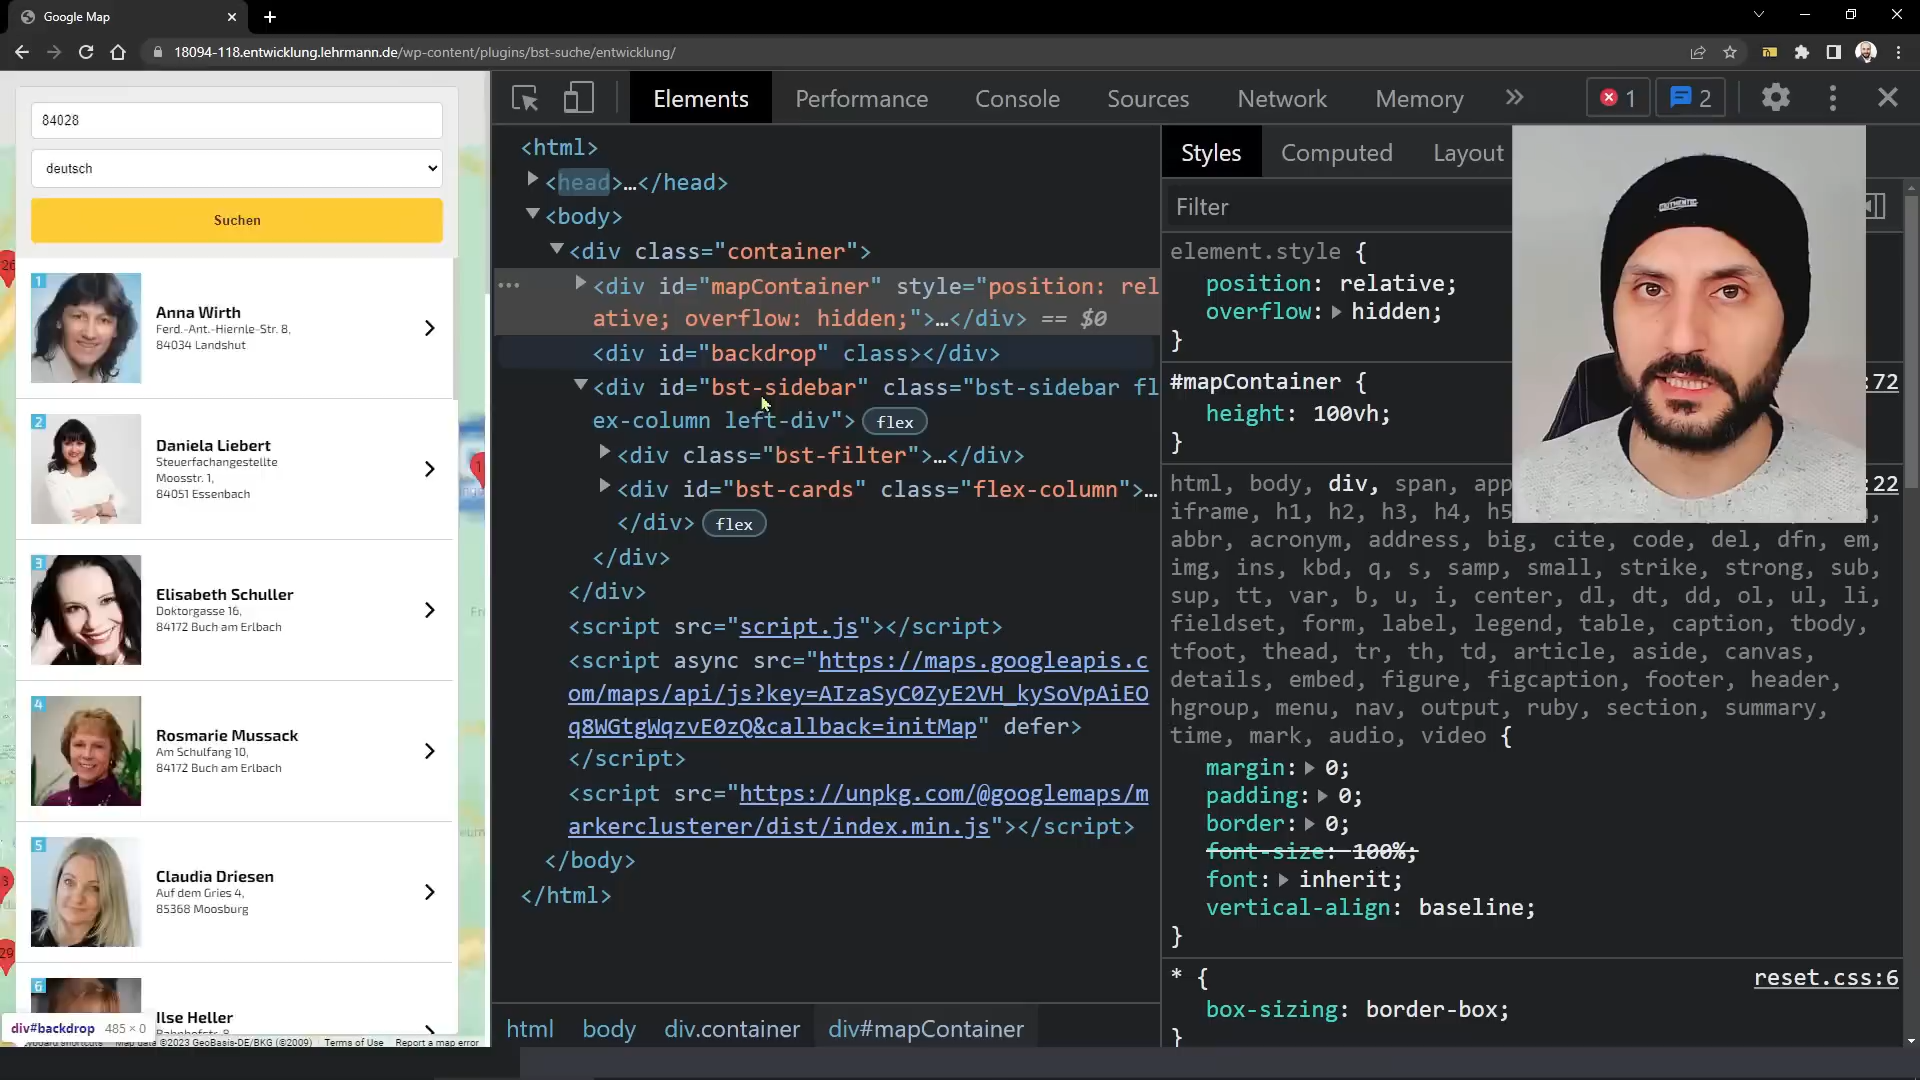 Google Map
18094-118.entwicklung.lehrmann.de/wp-content/plugins/bst-suche/entwicklung/
84028
deutsch
Suchen
1
Anna Wirth
Ferd.-Ant.-Hiernle-Str. 8,
84034 Landshut
2
Daniela Liebert
Steuerfachangestellte
Moosstr. 1,
84051 Essenbach
3
Elisabeth Schuller
Doktorgasse 16,
84172 Buch am Erlbach
4
Rosmarie Mussack
Am Schulfang 10,
84172 Buch am Erlbach
5
Claudia Driesen
Auf dem Gries 4,
85368 Moosburg
6
Ilse Heller
div#backdrop 485 × 0
Map data ©2023 GeoBasis-DE/BKG (©2009) Terms of Use Report a map error
Elements Performance Console Sources Network Memory 1 2
<html>
<head>…</head>
<body>
<div class="container">
<div id="mapContainer" style="position: rel
ative; overflow: hidden;">…</div> == $0
<div id="backdrop" class></div>
<div id="bst-sidebar" class="bst-sidebar fl
ex-column left-div"> flex
<div class="bst-filter">…</div>
<div id="bst-cards" class="flex-column">…
</div> flex
</div>
</div>
<script src="script.js"></script>
<script async src="https://maps.googleapis.c
om/maps/api/js?key=AIzaSyC0ZyE2VH_kySoVpAiEO
q8WGtgWqzvE0zQ&callback=initMap" defer>
</script>
<script src="https://unpkg.com/@googlemaps/m
arkerclusterer/dist/index.min.js"></script>
</body>
</html>
html body div.container div#mapContainer
Styles Computed Layout
Filter
element.style {
position: relative;
overflow: hidden;
}
#mapContainer { :72
height: 100vh;
}
html, body, div, span, app :22
iframe, h1, h2, h3, h4, h5
abbr, acronym, address, big, cite, code, del, dfn, em,
img, ins, kbd, q, s, samp, small, strike, strong, sub,
sup, tt, var, b, u, i, center, dl, dt, dd, ol, ul, li,
fieldset, form, label, legend, table, caption, tbody,
tfoot, thead, tr, th, td, article, aside, canvas,
details, embed, figure, figcaption, footer, header,
hgroup, menu, nav, output, ruby, section, summary,
time, mark, audio, video {
margin: 0;
padding: 0;
border: 0;
font-size: 100%;
font: inherit;
vertical-align: baseline;
}
* { reset.css:6
box-sizing: border-box;
}